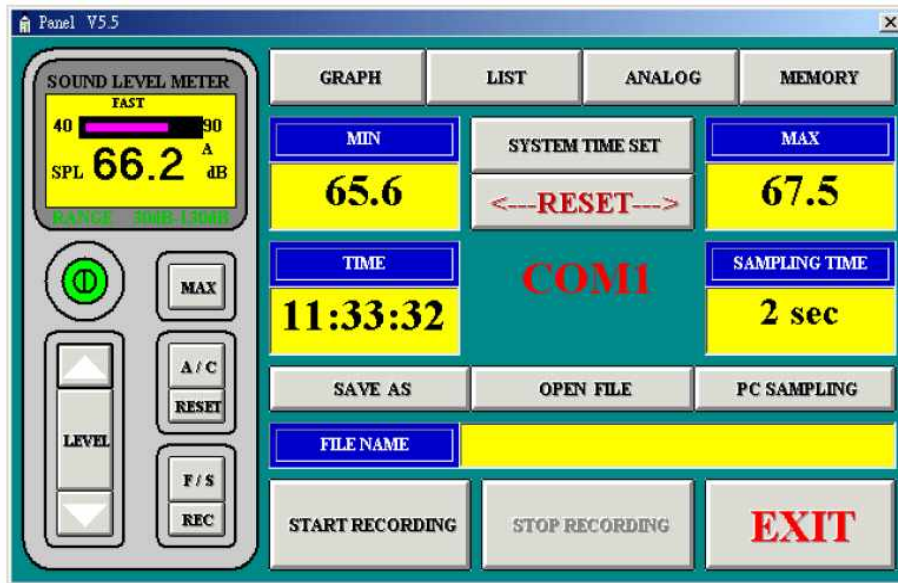 Panel V5.5
SOUND LEVEL METER
FAST
40 90
SPL 66.2 A dB
RANGE 30dB-130dB
MAX
A / C
RESET
LEVEL
F / S
REC
GRAPH LIST ANALOG MEMORY
MIN SYSTEM TIME SET MAX
65.6 <---RESET---> 67.5
TIME COM1 SAMPLING TIME
11:33:32 2 sec
SAVE AS OPEN FILE PC SAMPLING
FILE NAME
START RECORDING STOP RECORDING EXIT